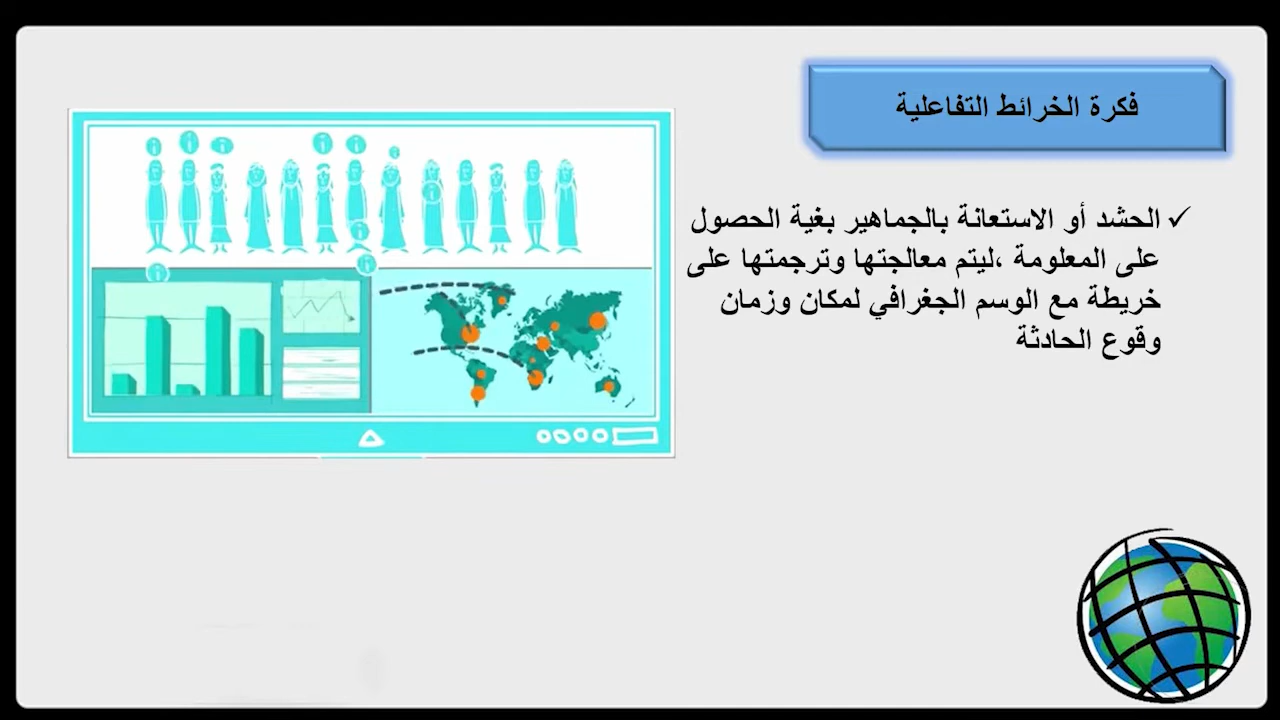 فكرة الخرائط التفاعلية
✓ الحشد أو الاستعانة بالجماهير بغية الحصول
على المعلومة ،ليتم معالجتها وترجمتها على
خريطة مع الوسم الجغرافي لمكان وزمان
وقوع الحادثة